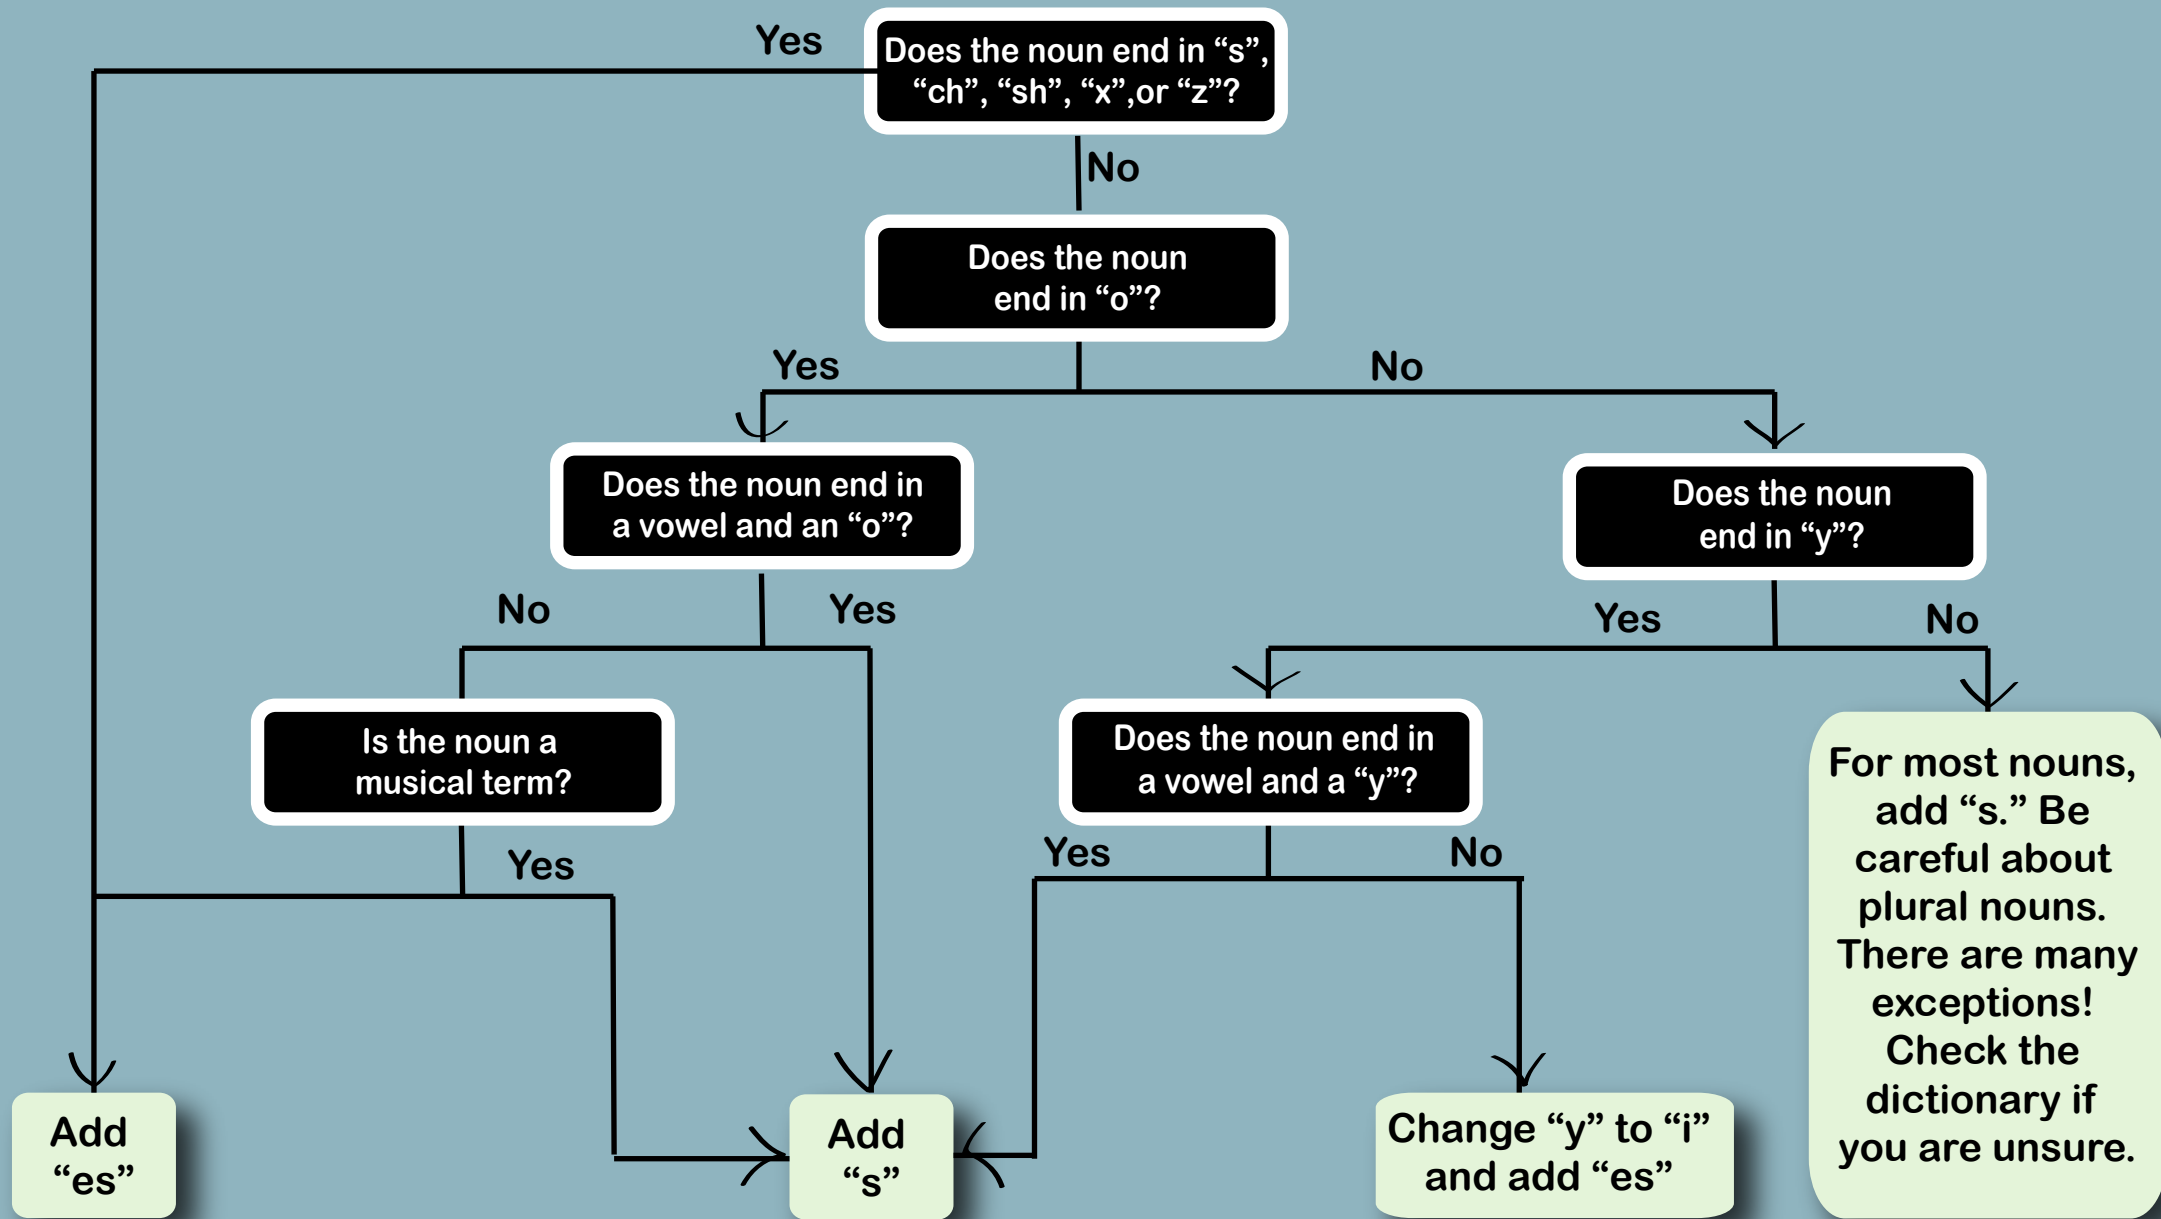 Yes
Does the noun end in “s”,
“ch”, “sh”, “x”,or “z”?
No
Does the noun
end in “o”?
Yes
No
Does the noun end in
a vowel and an “o”?
Does the noun
end in “y”?
No
Yes
Yes
No
Is the noun a
musical term?
Does the noun end in
a vowel and a “y”?
Yes
Yes
No
For most nouns,
add “s.” Be
careful about
plural nouns.
There are many
exceptions!
Check the
dictionary if
you are unsure.
Add
“es”
Add
“s”
Change “y” to “i”
and add “es”